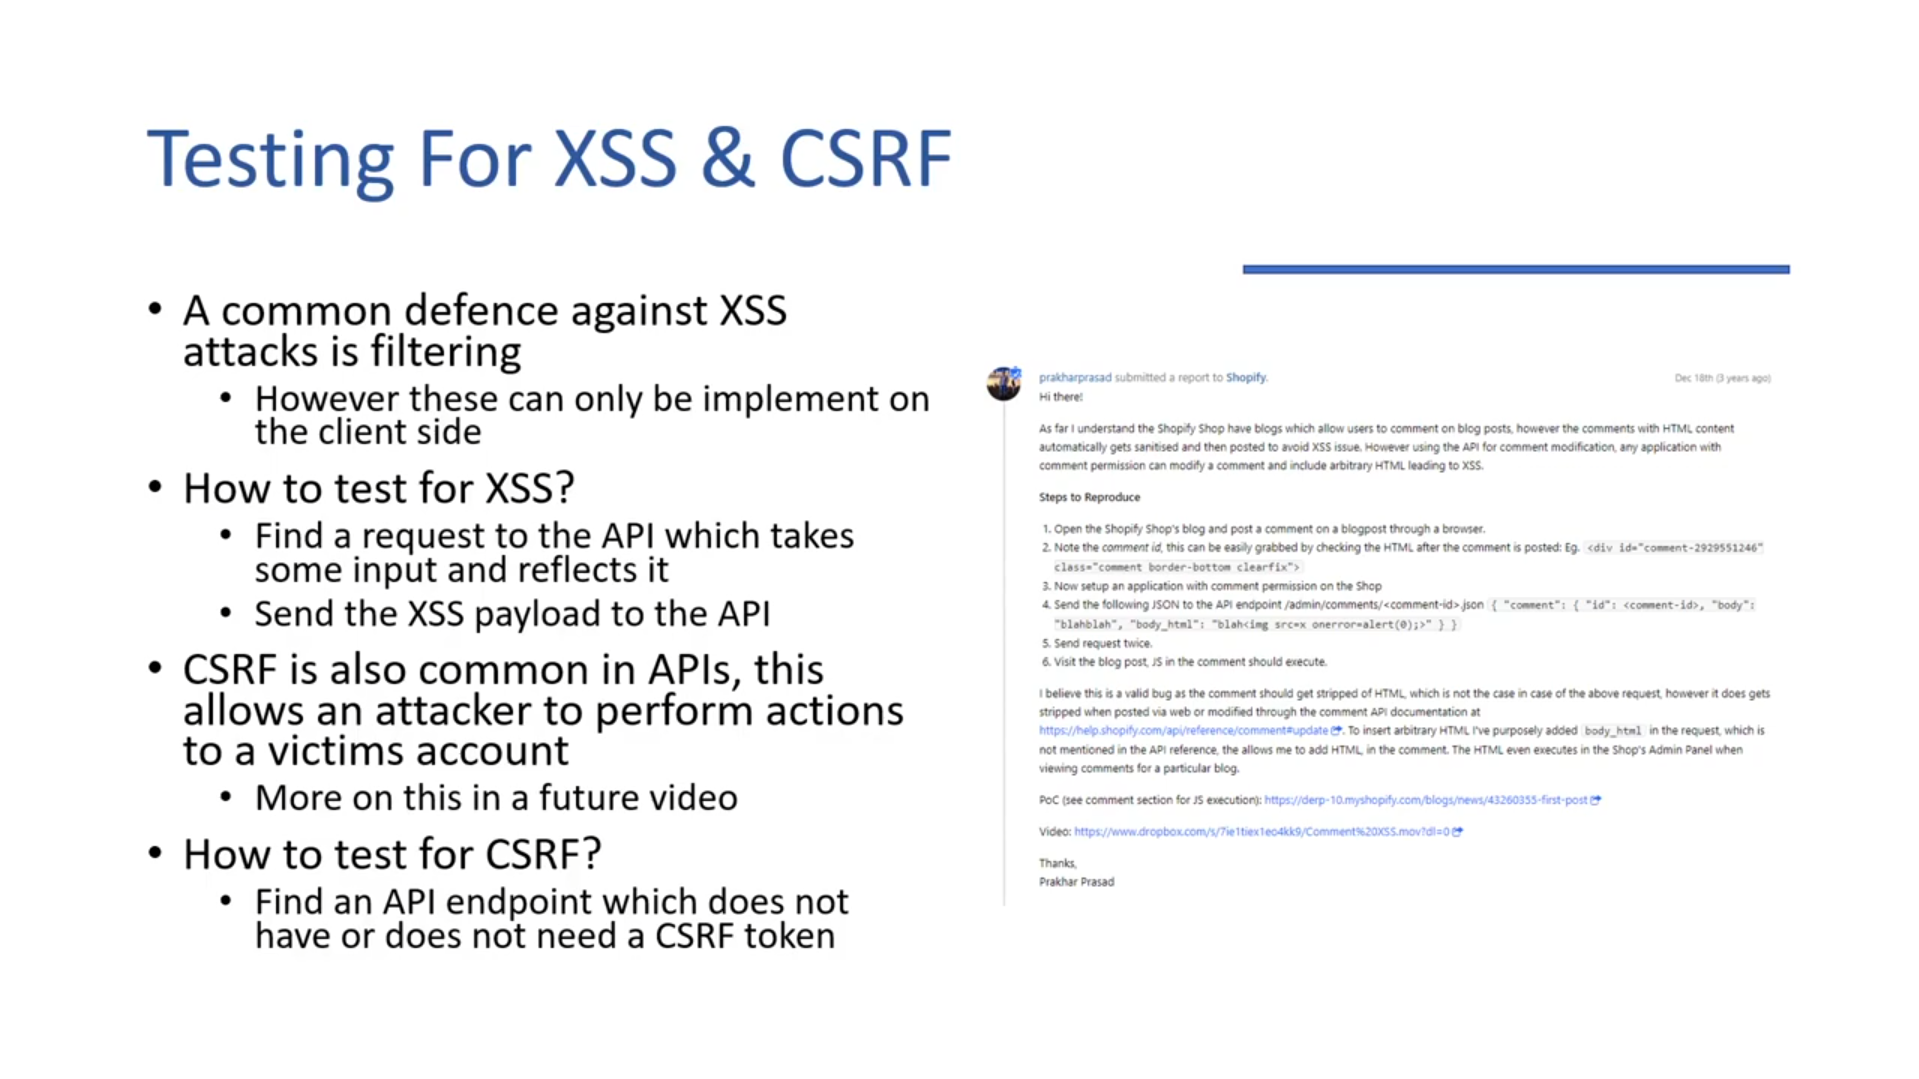 Testing For XSS & CSRF
• A common defence against XSS
attacks is filtering
• However these can only be implement on
the client side
• How to test for XSS?
• Find a request to the API which takes
some input and reflects it
• Send the XSS payload to the API
• CSRF is also common in APIs, this
allows an attacker to perform actions
to a victims account
• More on this in a future video
• How to test for CSRF?
• Find an API endpoint which does not
have or does not need a CSRF token
prakharprasad submitted a report to Shopify. Dec 18th (3 years ago)
Hi there!
As far I understand the Shopify Shop have blogs which allow users to comment on blog posts, however the comments with HTML content
automatically gets sanitised and then posted to avoid XSS issue. However using the API for comment modification, any application with
comment permission can modify a comment and include arbitrary HTML leading to XSS.
Steps to Reproduce
1. Open the Shopify Shop's blog and post a comment on a blogpost through a browser.
2. Note the comment id, this can be easily grabbed by checking the HTML after the comment is posted: Eg. <div id="comment-2929551246"
class="comment border-bottom clearfix">
3. Now setup an application with comment permission on the Shop
4. Send the following JSON to the API endpoint /admin/comments/<comment-id>.json { "comment": { "id": <comment-id>, "body":
"blahblah", "body_html": "blah<img src=x onerror=alert(0);>" } }
5. Send request twice.
6. Visit the blog post, JS in the comment should execute.
I believe this is a valid bug as the comment should get stripped of HTML, which is not the case in case of the above request, however it does gets
stripped when posted via web or modified through the comment API documentation at
https://help.shopify.com/api/reference/comment#update. To insert arbitrary HTML I've purposely added body_html in the request, which is
not mentioned in the API reference, the allows me to add HTML, in the comment. The HTML even executes in the Shop's Admin Panel when
viewing comments for a particular blog.
PoC (see comment section for JS execution): https://derp-10.myshopify.com/blogs/news/43260355-first-post
Video: https://www.dropbox.com/s/7ie1tiex1eo4kk9/Comment%20XSS.mov?dl=0
Thanks,
Prakhar Prasad